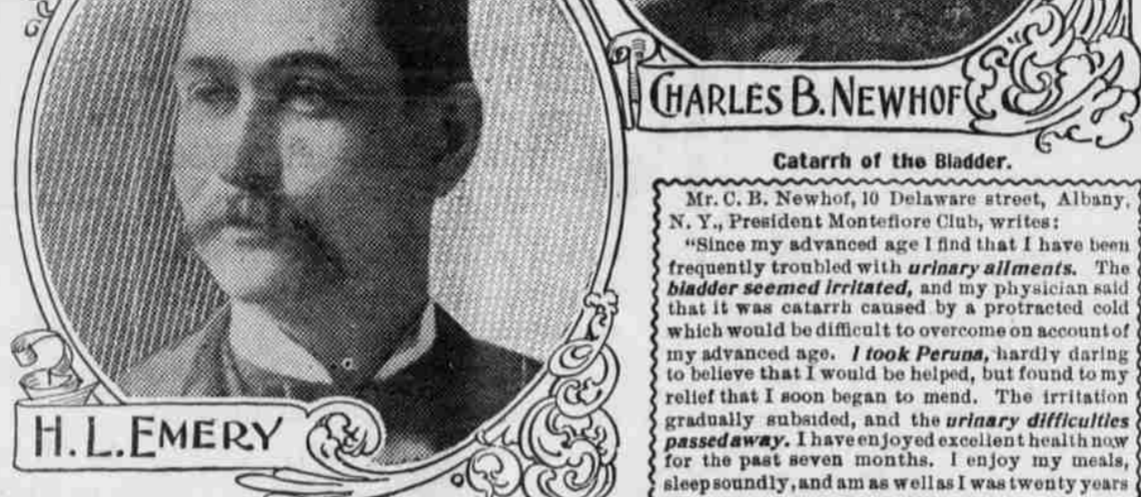 H. L. EMERY
CHARLES B. NEWHOF
Catarrh of the Bladder.
Mr. C. B. Newhof, 10 Delaware street, Albany,
N. Y., President Montefiore Club, writes:
"Since my advanced age I find that I have been
frequently troubled with urinary ailments. The
bladder seemed irritated, and my physician said
that it was catarrh caused by a protracted cold
which would be difficult to overcome on account of
my advanced age. I took Peruna, hardly daring
to believe that I would be helped, but found to my
relief that I soon began to mend. The irritation
gradually subsided, and the urinary difficulties
passed away. I have enjoyed excellent health now
for the past seven months. I enjoy my meals,
sleep soundly, and am as well as I was twenty years